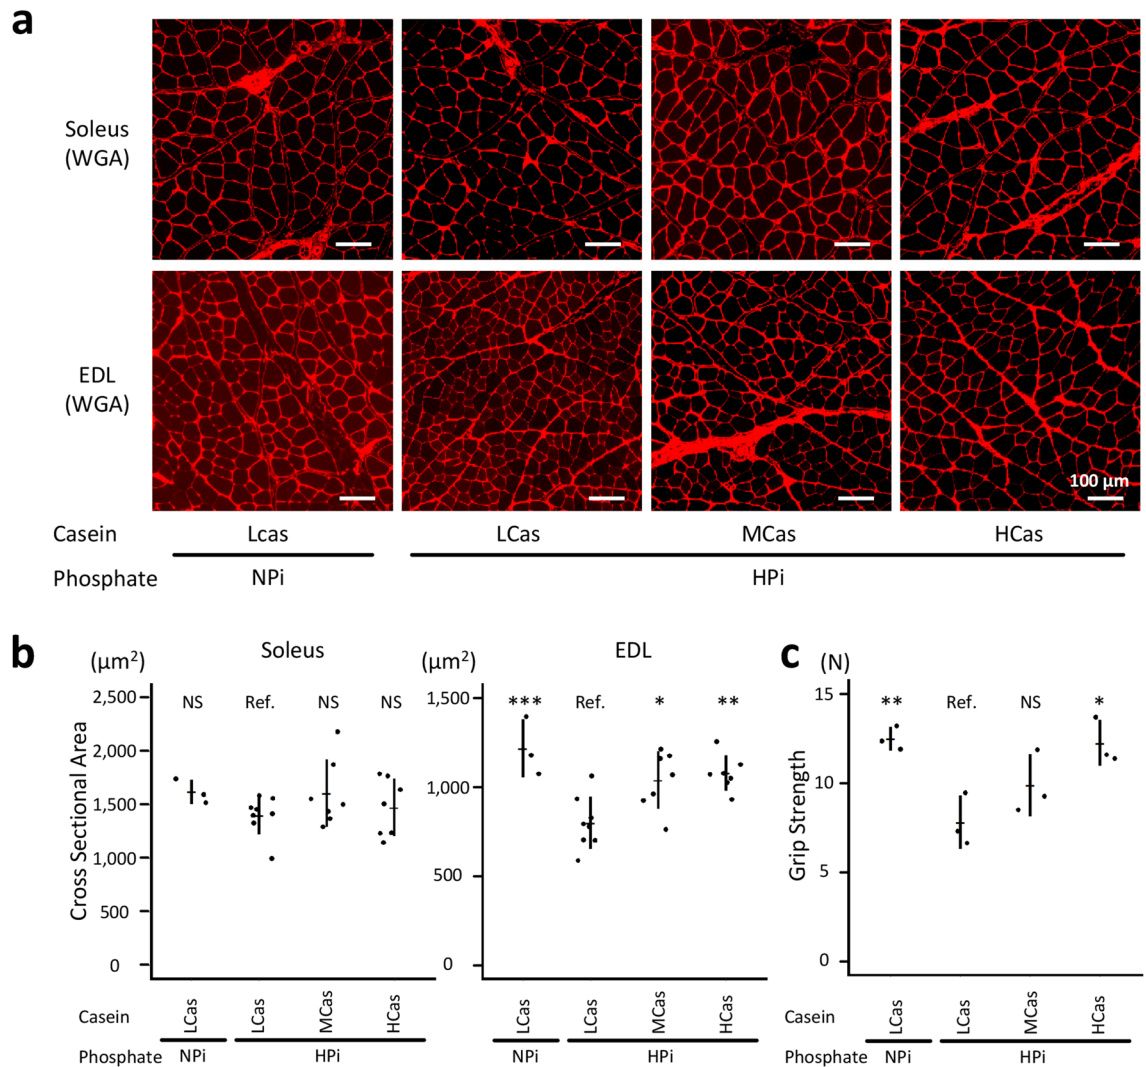 a
Soleus
(WGA)
EDL
(WGA)
100 µm
Casein Lcas LCas MCas HCas
Phosphate NPi HPi
b (µm²) Soleus (µm²) EDL
Cross Sectional Area
2,500
2,000
1,500
1,000
500
0
NS Ref. NS NS
1,500
1,000
500
0
*** Ref. * **
Casein LCas LCas MCas HCas LCas LCas MCas HCas
Phosphate NPi HPi NPi HPi
c (N)
Grip Strength
15
10
5
0
** Ref. NS *
Casein LCas LCas MCas HCas
Phosphate NPi HPi